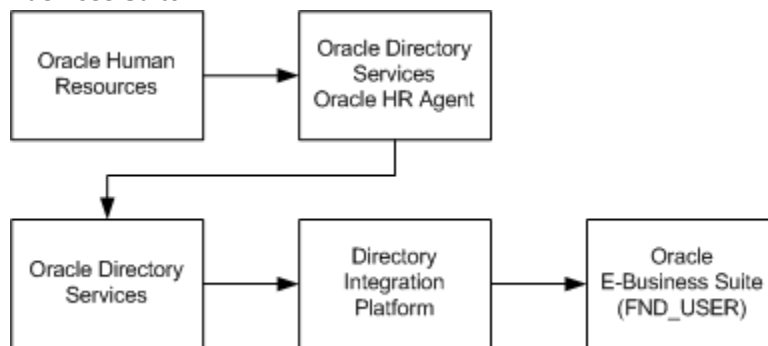 Oracle Human
Resources
Oracle Directory
Services
Oracle HR Agent
Oracle Directory
Services
Directory
Integration
Platform
Oracle
E-Business Suite
(FND_USER)